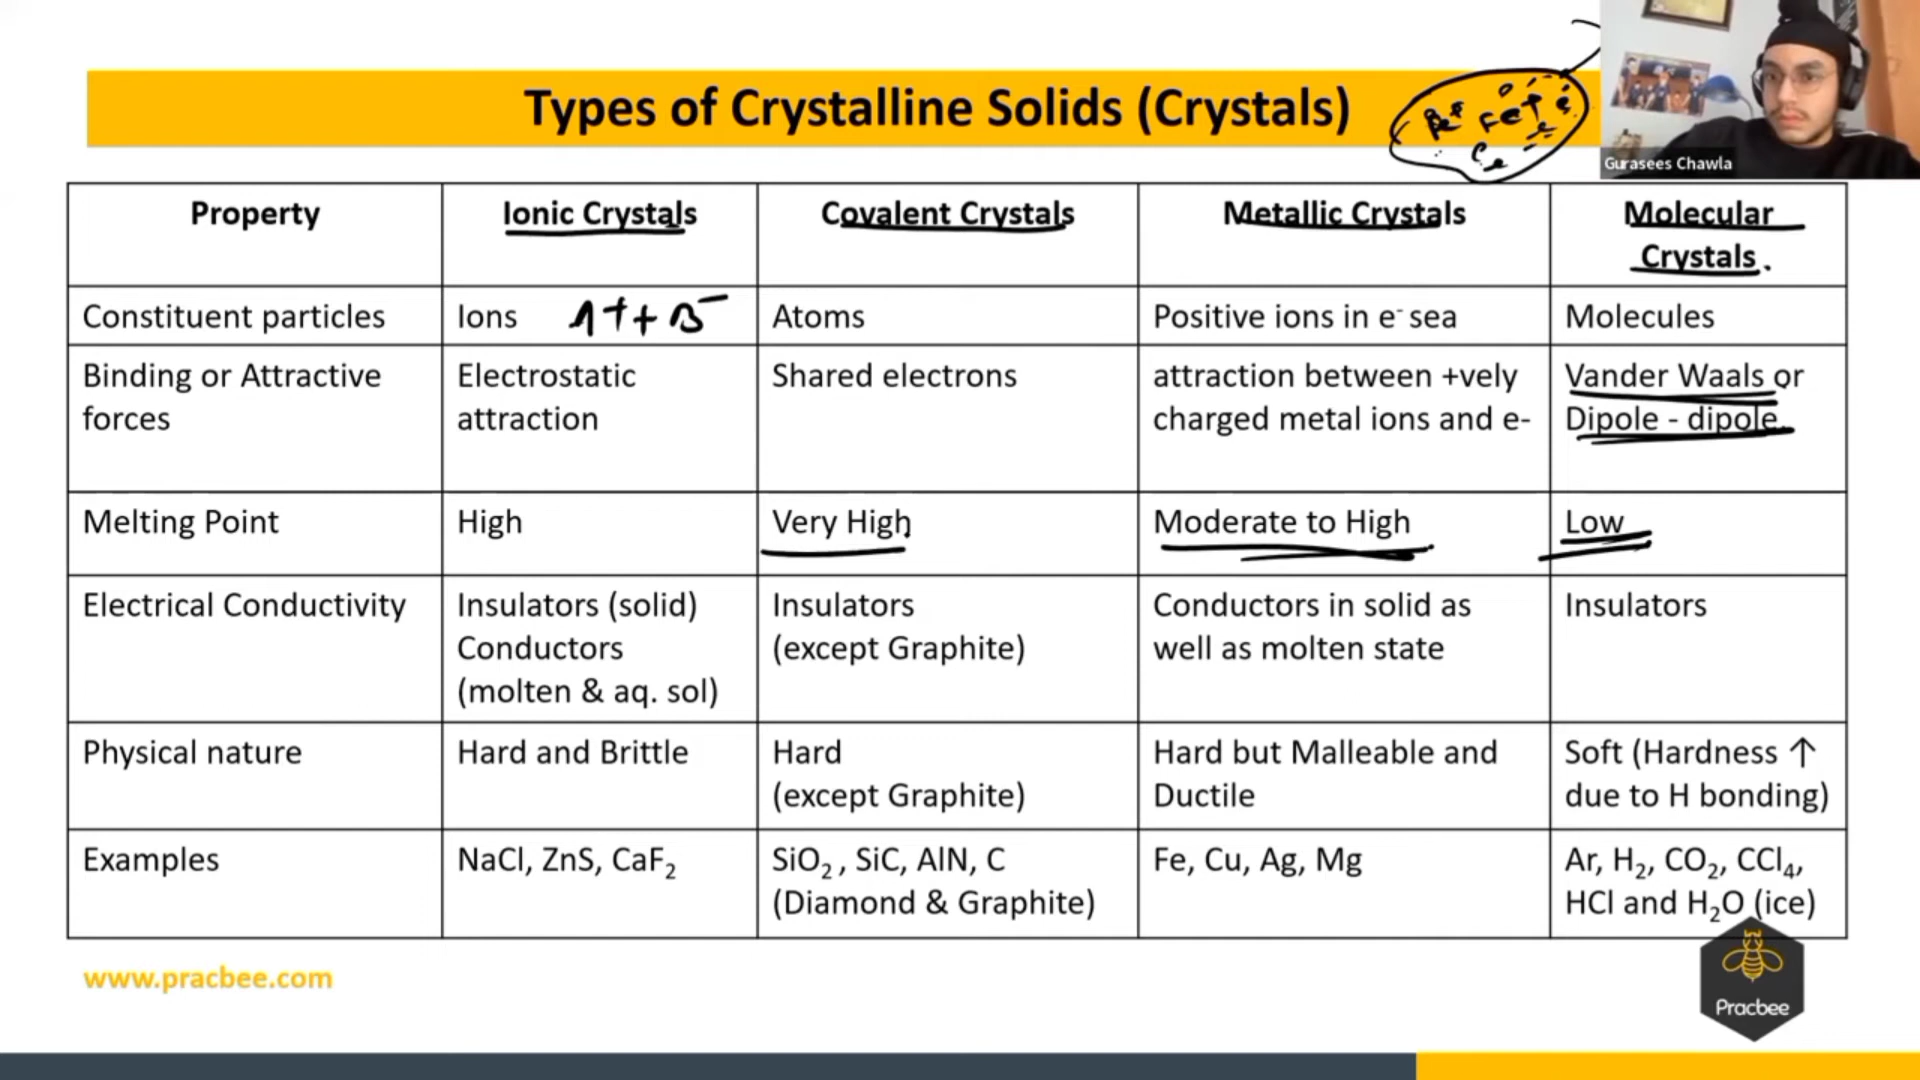 Types of Crystalline Solids (Crystals)
Gurasees Chawla
Property
Ionic Crystals
Covalent Crystals
Metallic Crystals
Molecular
Crystals.
Constituent particles
Ions A⁺ + B⁻
Atoms
Positive ions in e⁻ sea
Molecules
Binding or Attractive
forces
Electrostatic
attraction
Shared electrons
attraction between +vely
charged metal ions and e-
Vander Waals or
Dipole - dipole
Melting Point
High
Very High
Moderate to High
Low
Electrical Conductivity
Insulators (solid)
Conductors
(molten & aq. sol)
Insulators
(except Graphite)
Conductors in solid as
well as molten state
Insulators
Physical nature
Hard and Brittle
Hard
(except Graphite)
Hard but Malleable and
Ductile
Soft (Hardness ↑
due to H bonding)
Examples
NaCl, ZnS, CaF₂
SiO₂ , SiC, AlN, C
(Diamond & Graphite)
Fe, Cu, Ag, Mg
Ar, H₂, CO₂, CCl₄,
HCl and H₂O (ice)
www.pracbee.com
Pracbee